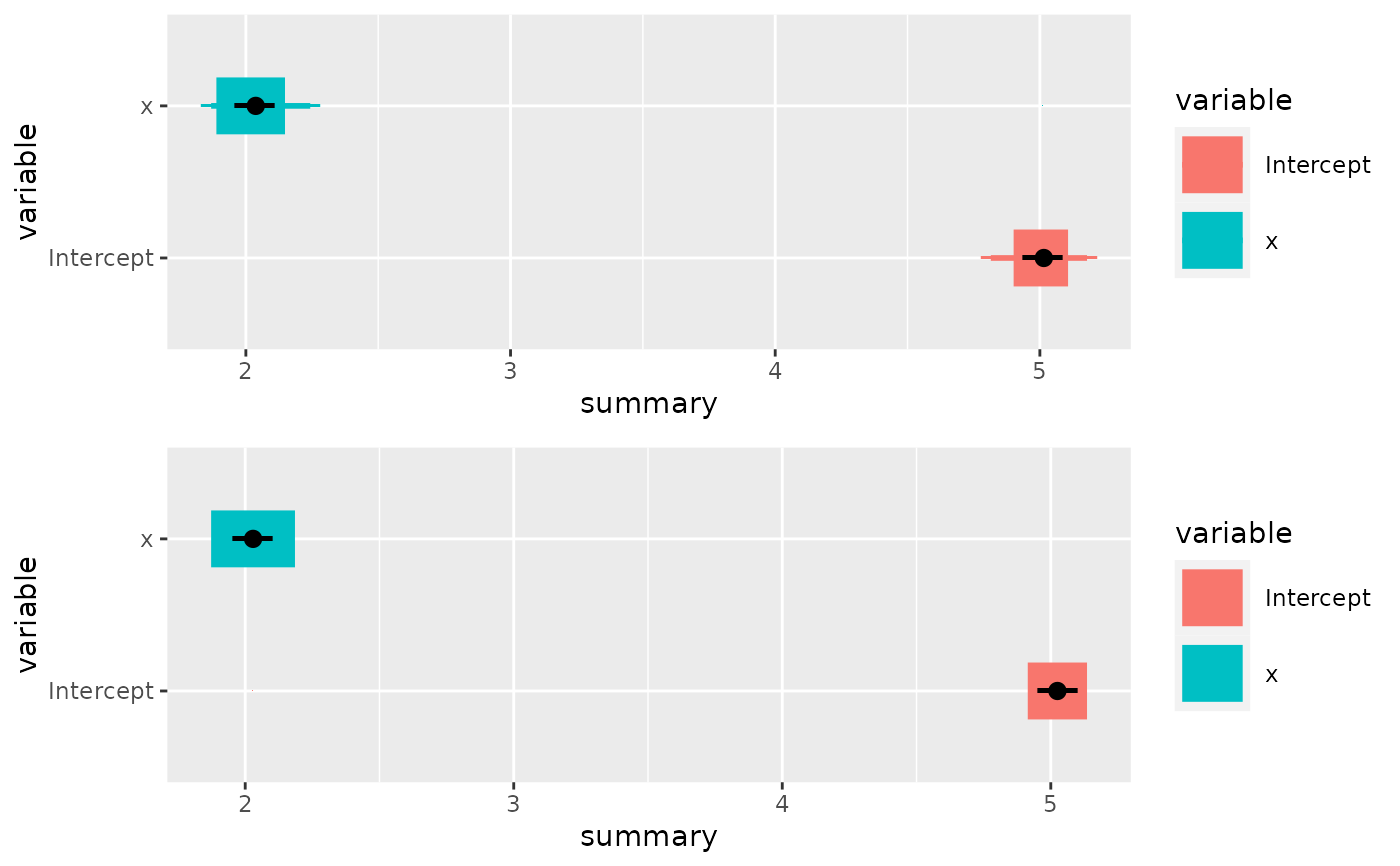 variable
x
Intercept
2 3 4 5
summary
variable
Intercept
x
variable
x
Intercept
2 3 4 5
summary
variable
Intercept
x